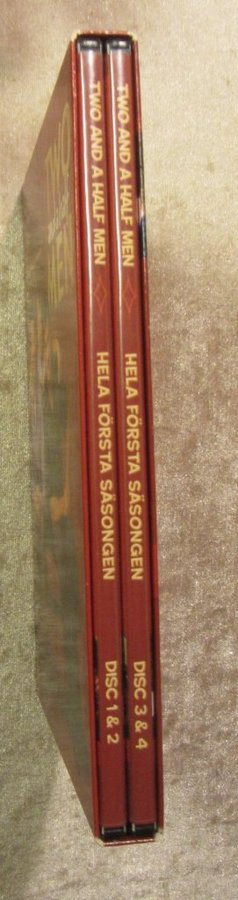 TWO AND A HALF MEN HELA FÖRSTA SÄSONGEN DISC 1 & 2
TWO AND A HALF MEN HELA FÖRSTA SÄSONGEN DISC 3 & 4